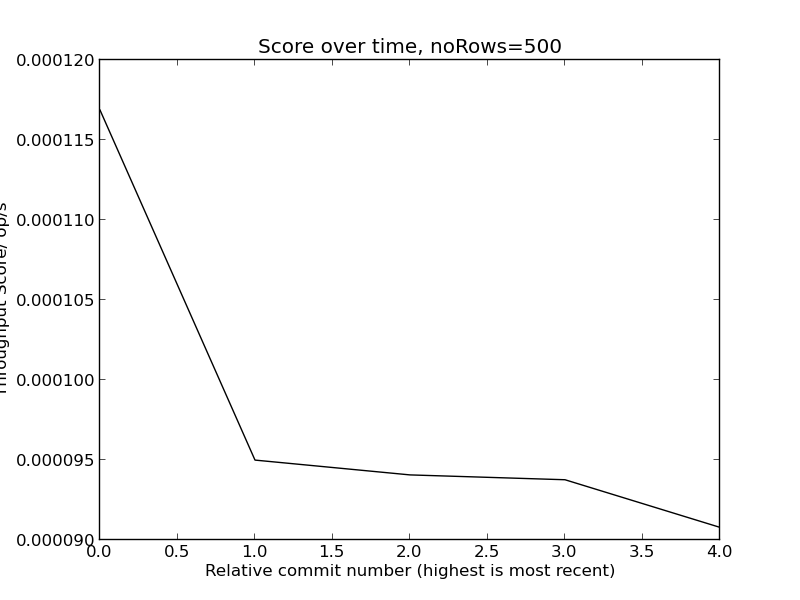 Score over time, noRows=500
0.000120
0.000115
0.000110
0.000105
0.000100
0.000095
0.000090
Throughput Score/ op/s
0.0 0.5 1.0 1.5 2.0 2.5 3.0 3.5 4.0
Relative commit number (highest is most recent)